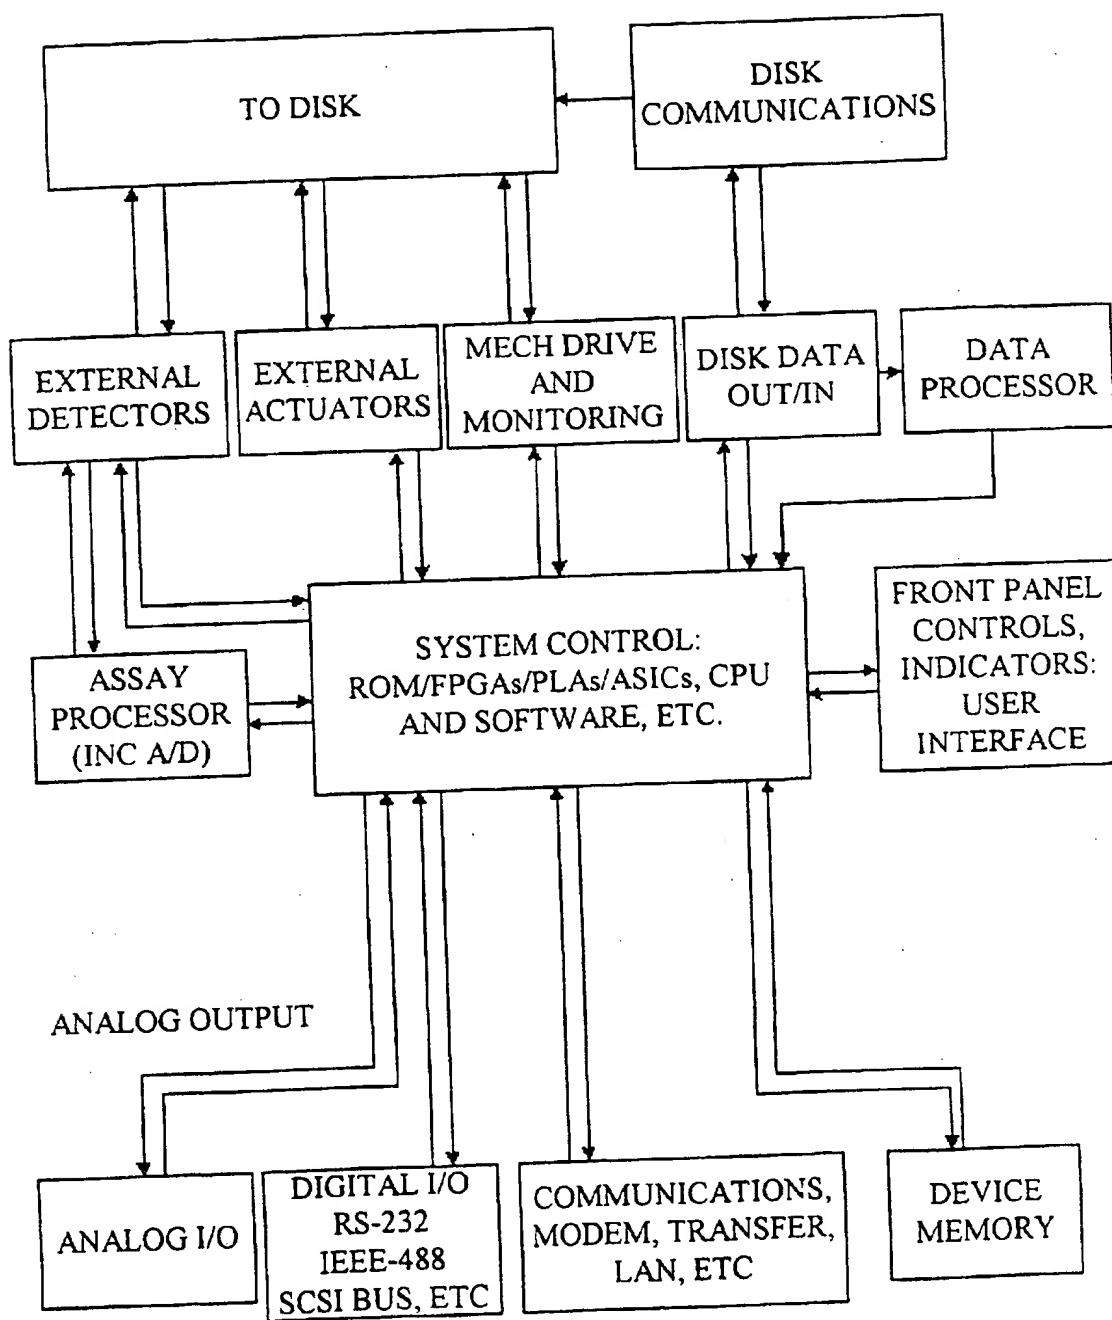 TO DISK
DISK
COMMUNICATIONS
EXTERNAL
DETECTORS
EXTERNAL
ACTUATORS
MECH DRIVE
AND
MONITORING
DISK DATA
OUT/IN
DATA
PROCESSOR
ASSAY
PROCESSOR
(INC A/D)
SYSTEM CONTROL:
ROM/FPGAs/PLAs/ASICs, CPU
AND SOFTWARE, ETC.
FRONT PANEL
CONTROLS,
INDICATORS:
USER
INTERFACE
ANALOG OUTPUT
ANALOG I/O
DIGITAL I/O
RS-232
IEEE-488
SCSI BUS, ETC
COMMUNICATIONS,
MODEM, TRANSFER,
LAN, ETC
DEVICE
MEMORY